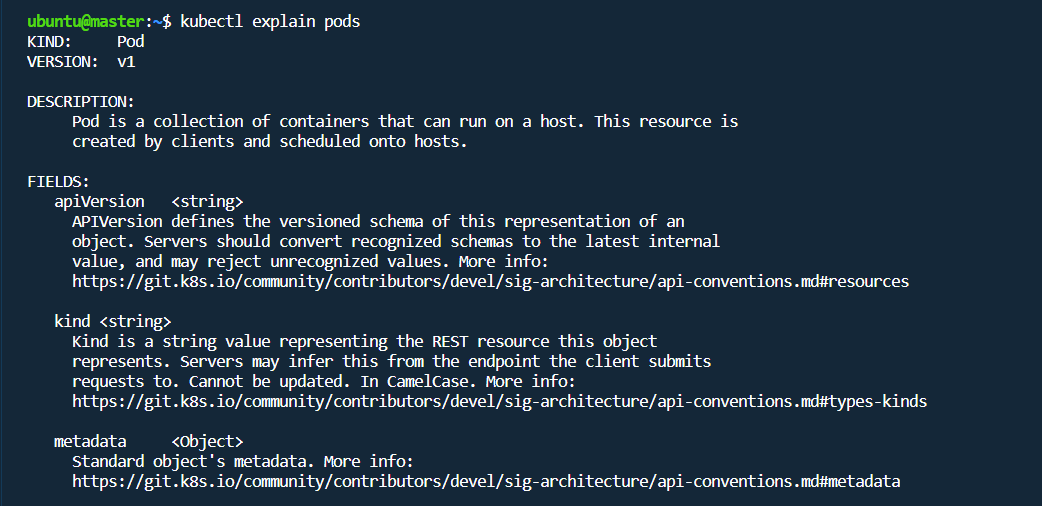 ubuntu@master:~$ kubectl explain pods
KIND:     Pod
VERSION:  v1

DESCRIPTION:
     Pod is a collection of containers that can run on a host. This resource is
     created by clients and scheduled onto hosts.

FIELDS:
   apiVersion   <string>
     APIVersion defines the versioned schema of this representation of an
     object. Servers should convert recognized schemas to the latest internal
     value, and may reject unrecognized values. More info:
     https://git.k8s.io/community/contributors/devel/sig-architecture/api-conventions.md#resources

   kind <string>
     Kind is a string value representing the REST resource this object
     represents. Servers may infer this from the endpoint the client submits
     requests to. Cannot be updated. In CamelCase. More info:
     https://git.k8s.io/community/contributors/devel/sig-architecture/api-conventions.md#types-kinds

   metadata     <Object>
     Standard object's metadata. More info:
     https://git.k8s.io/community/contributors/devel/sig-architecture/api-conventions.md#metadata